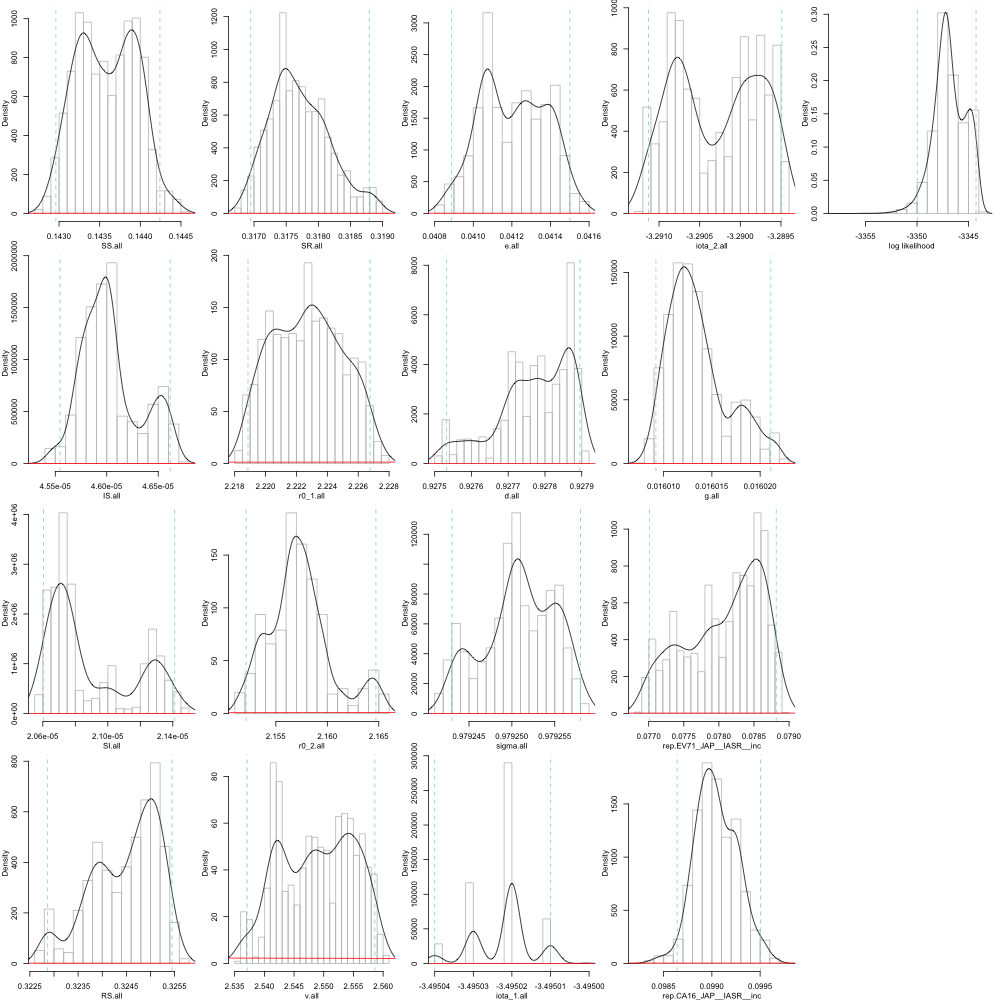 Density
0 200 400 600 800 1000
0.1430 0.1435 0.1440 0.1445
SS.all
Density
0 200 400 600 800 1000 1200
0.3170 0.3175 0.3180 0.3185 0.3190
SR.all
Density
0 500 1000 1500 2000 2500 3000
0.0408 0.0410 0.0412 0.0414 0.0416
e.all
Density
0 200 400 600 800 1000
-3.2910 -3.2905 -3.2900 -3.2895
iota_2.all
Density
0.00 0.05 0.10 0.15 0.20 0.25 0.30
-3355 -3350 -3345
log likelihood
Density
0 500000 1000000 1500000 2000000
4.55e-05 4.60e-05 4.65e-05
IS.all
Density
0 50 100 150 200
2.218 2.220 2.222 2.224 2.226 2.228
r0_1.all
Density
0 2000 4000 6000 8000
0.9275 0.9276 0.9277 0.9278 0.9279
d.all
Density
0 50000 100000 150000
0.016010 0.016015 0.016020
g.all
Density
0e+00 1e+06 2e+06 3e+06 4e+06
2.06e-05 2.10e-05 2.14e-05
SI.all
Density
0 50 100 150
2.155 2.160 2.165
r0_2.all
Density
0 20000 40000 60000 80000 120000
0.979245 0.979250 0.979255
sigma.all
Density
0 200 400 600 800 1000
0.0770 0.0775 0.0780 0.0785 0.0790
rep.EV71_JAP__IASR__inc
Density
0 200 400 600 800
0.3225 0.3235 0.3245 0.3255
RS.all
Density
0 20 40 60 80
2.535 2.540 2.545 2.550 2.555 2.560
v.all
Density
0 50000 100000 150000 200000 250000 300000
-3.49504 -3.49503 -3.49502 -3.49501 -3.49500
iota_1.all
Density
0 500 1000 1500
0.0985 0.0990 0.0995
rep.CA16_JAP__IASR__inc